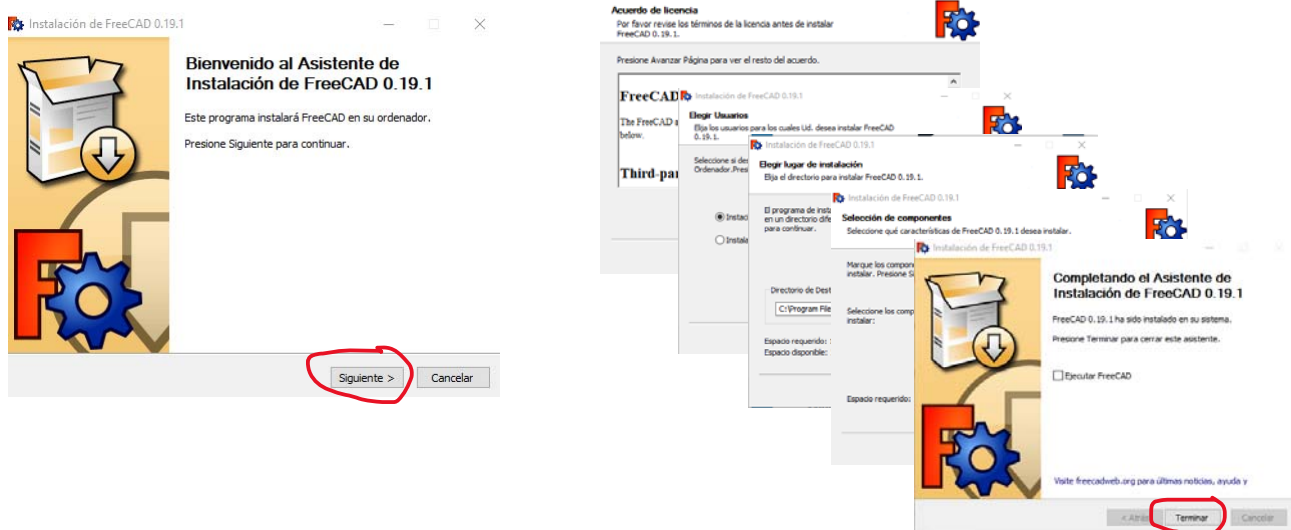 Instalación de FreeCAD 0.19.1
Bienvenido al Asistente de
Instalación de FreeCAD 0.19.1
Este programa instalará FreeCAD en su ordenador.
Presione Siguiente para continuar.
Siguiente >
Cancelar
Acuerdo de licencia
Por favor revise los términos de la licencia antes de instalar
FreeCAD 0.19.1.
Presione Avanzar Página para ver el resto del acuerdo.
FreeCAD
The FreeCAD
below.
Third-pa
Instalación de FreeCAD 0.19.1
Elegir Usuarios
Elija los usuarios para los cuales Ud. desea instalar FreeCAD
0.19.1.
Seleccione si de
Ordenador.Pres
Instac
Instala
Instalación de FreeCAD 0.19.1
Elegir lugar de instalación
Elija el directorio para instalar FreeCAD 0.19.1.
El programa de inst
en un directorio dife
para continuar.
Directorio de Dest
C:\Program File
Espacio requerido:
Espacio disponible:
Instalación de FreeCAD 0.19.1
Selección de componentes
Seleccione qué características de FreeCAD 0.19.1 desea instalar.
Marque los compon
instalar. Presione S
Seleccione los comp
instalar:
Espacio requerido:
Instalación de FreeCAD 0.19.1
Completando el Asistente de
Instalación de FreeCAD 0.19.1
FreeCAD 0.19.1 ha sido instalado en su sistema.
Presione Terminar para cerrar este asistente.
Ejecutar FreeCAD
Visite freecadweb.org para últimas noticias, ayuda y
< Atrás
Terminar
Cancelar